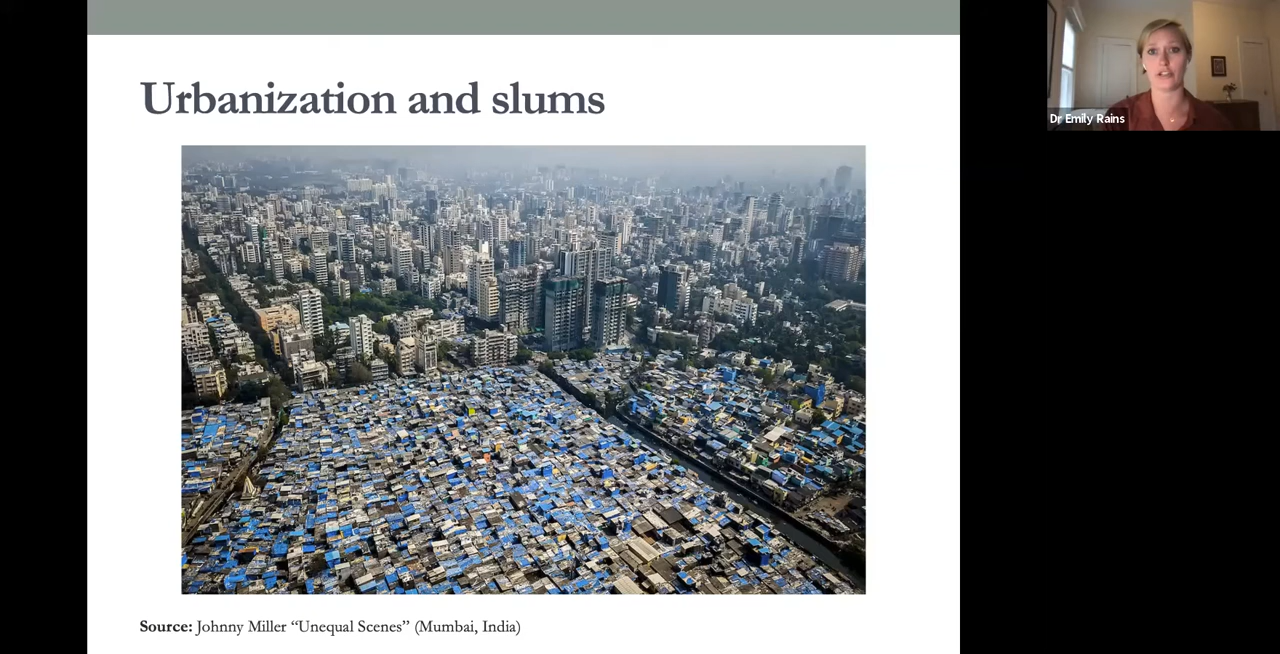 Urbanization and slums
Dr Emily Rains
Source: Johnny Miller “Unequal Scenes” (Mumbai, India)